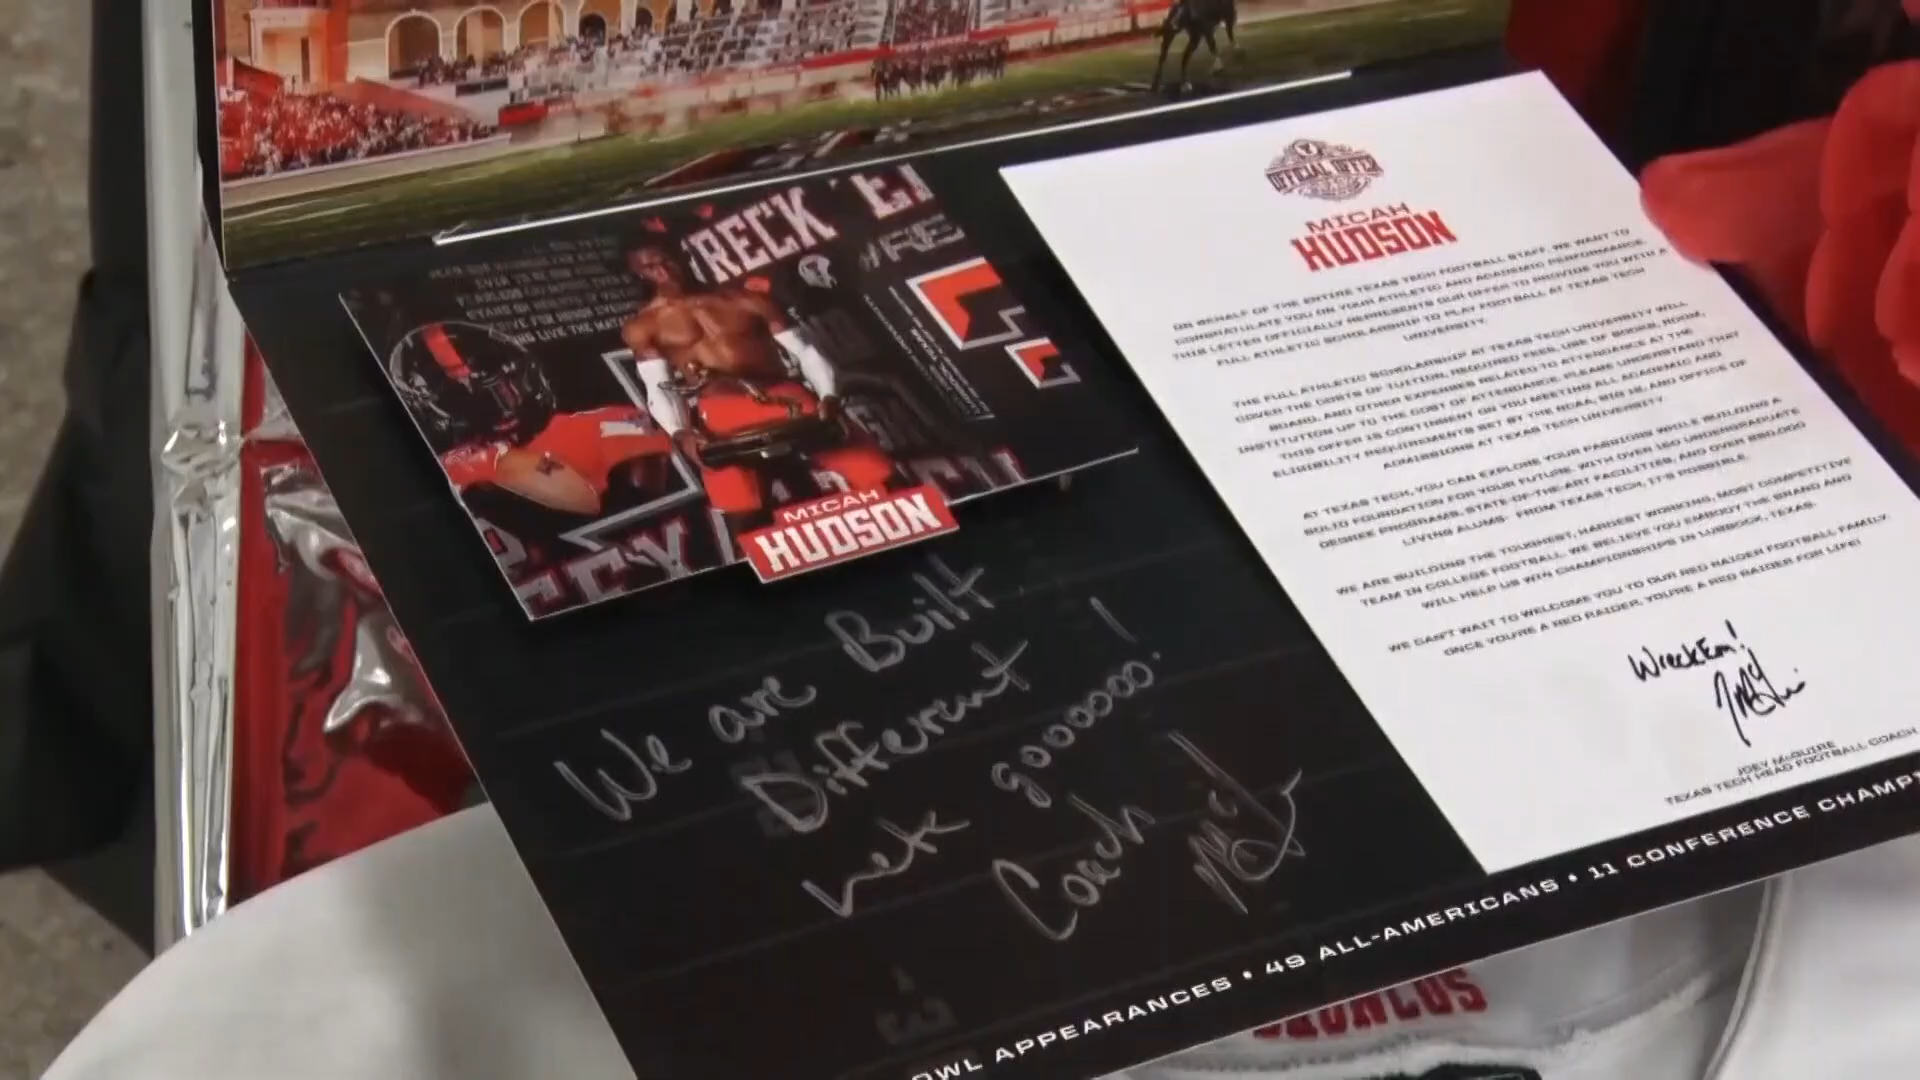 RECK
MICAH
HUDSON
We are Built
Different
Coach
BOWL APPEARANCES • 49 ALL-AMERICANS • 11 CONFERENCE CHAMP
OFFICIAL OFFER
MICAH
HUDSON
ON BEHALF OF THE ENTIRE TEXAS TECH FOOTBALL STAFF, WE WANT TO
CONGRATULATE YOU ON YOUR ATHLETIC AND ACADEMIC PERFORMANCE.
THIS LETTER OFFICIALLY REPRESENTS OUR OFFER TO PROVIDE YOU WITH A
FULL ATHLETIC SCHOLARSHIP TO PLAY FOOTBALL AT TEXAS TECH
UNIVERSITY.
THE FULL ATHLETIC SCHOLARSHIP AT TEXAS TECH UNIVERSITY WILL
COVER THE COSTS OF TUITION, REQUIRED FEES, USE OF BOOKS, ROOM,
BOARD, AND OTHER EXPENSES RELATED TO ATTENDANCE AT THE
INSTITUTION UP TO THE COST OF ATTENDANCE. PLEASE UNDERSTAND THAT
THIS OFFER IS CONTINGENT ON YOU MEETING ALL ACADEMIC AND
ELIGIBILITY REQUIREMENTS SET BY THE NCAA, BIG 12, AND OFFICE OF
ADMISSIONS AT TEXAS TECH UNIVERSITY.
AT TEXAS TECH, YOU CAN EXPLORE YOUR PASSIONS WHILE BUILDING A
SOLID FOUNDATION FOR YOUR FUTURE. WITH OVER 150 UNDERGRADUATE
DEGREE PROGRAMS, STATE-OF-THE-ART FACILITIES, AND OVER
LIVING ALUMS- FROM TEXAS TECH, IT'S POSSIBLE.
WE ARE BUILDING THE TOUGHEST, HARDEST WORKING, MOST COMPETITIVE
TEAM IN COLLEGE FOOTBALL. WE BELIEVE YOU EMBODY THE BRAND AND
WILL HELP US WIN CHAMPIONSHIPS IN LUBBOCK, TEXAS.
WE CAN'T WAIT TO WELCOME YOU TO OUR RED RAIDER FOOTBALL FAMILY.
ONCE YOU'RE A RED RAIDER, YOU'RE A RED RAIDER FOR LIFE!
Wreck Em!
JOEY McGUIRE
TEXAS TECH HEAD FOOTBALL COACH
BRONCOS